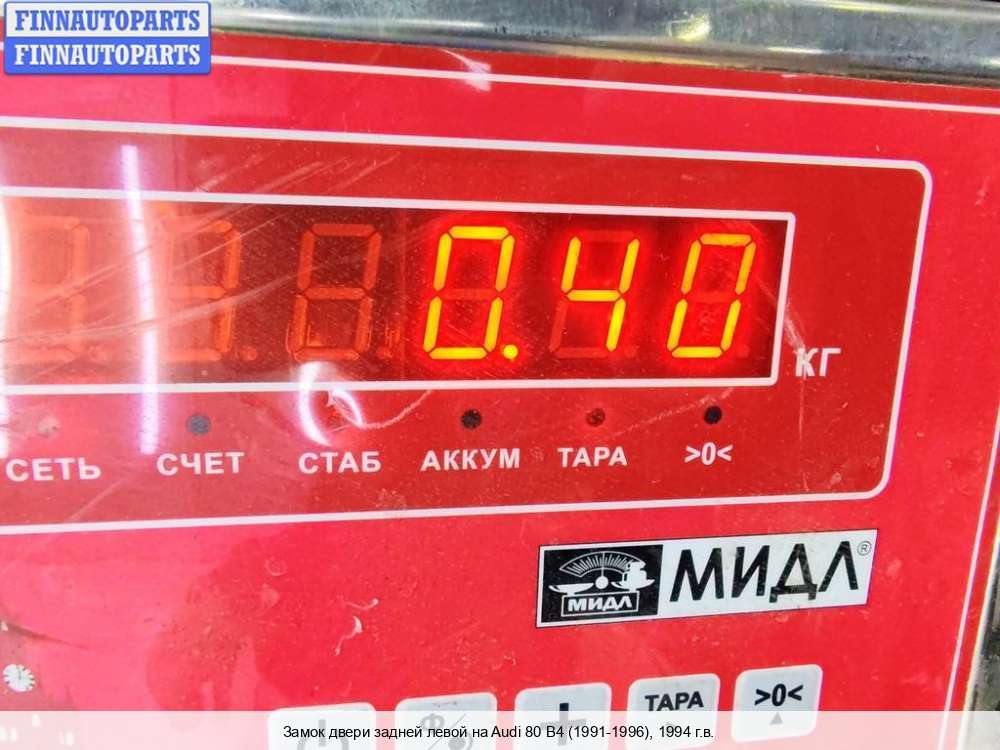 FINNAUTOPARTS
FINNAUTOPARTS
0.40
кг
СЕТЬ СЧЕТ СТАБ АККУМ ТАРА >0<
МИДЛ МИДЛ®
ТАРА >0<
Замок двери задней левой на Audi 80 B4 (1991-1996), 1994 г.в.